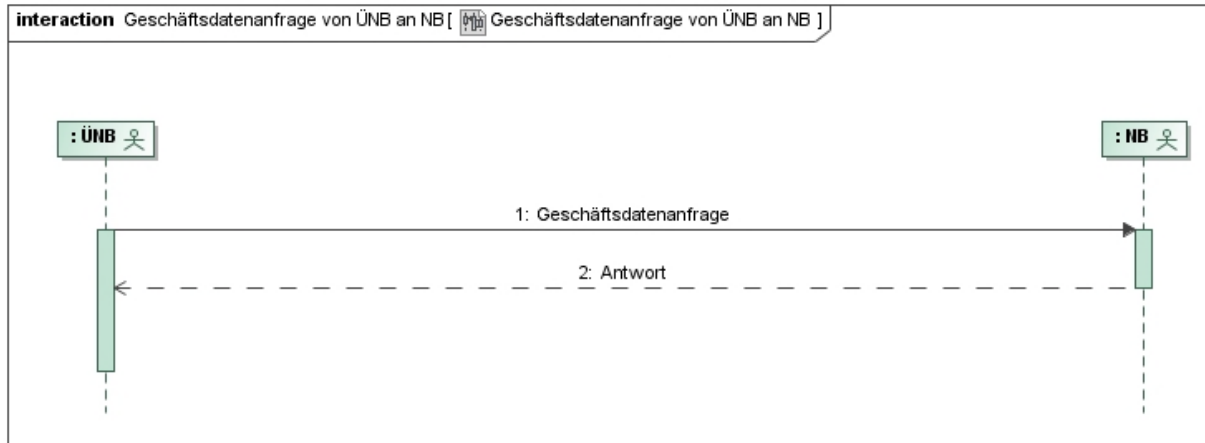 interaction Geschäftsdatenanfrage von ÜNB an NB[ Geschäftsdatenanfrage von ÜNB an NB ]
: ÜNB
: NB
1: Geschäftsdatenanfrage
2: Antwort